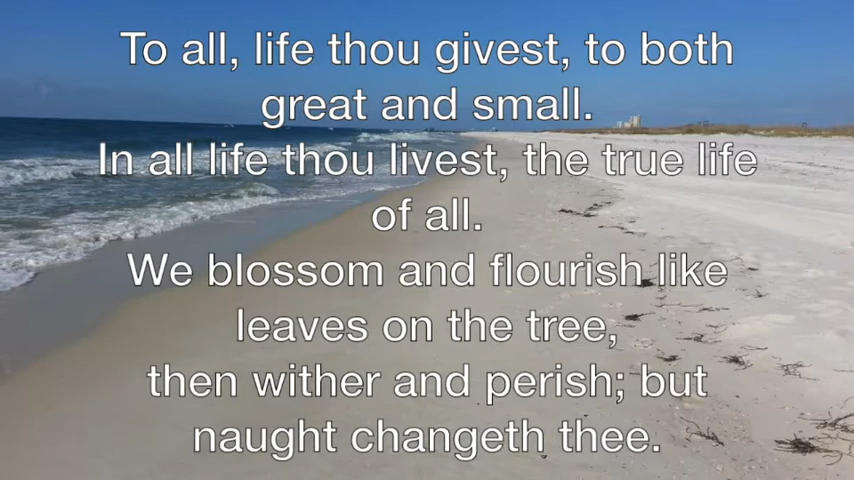 To all, life thou givest, to both
great and small.
In all life thou livest, the true life
of all.
We blossom and flourish like
leaves on the tree,
then wither and perish; but
naught changeth thee.